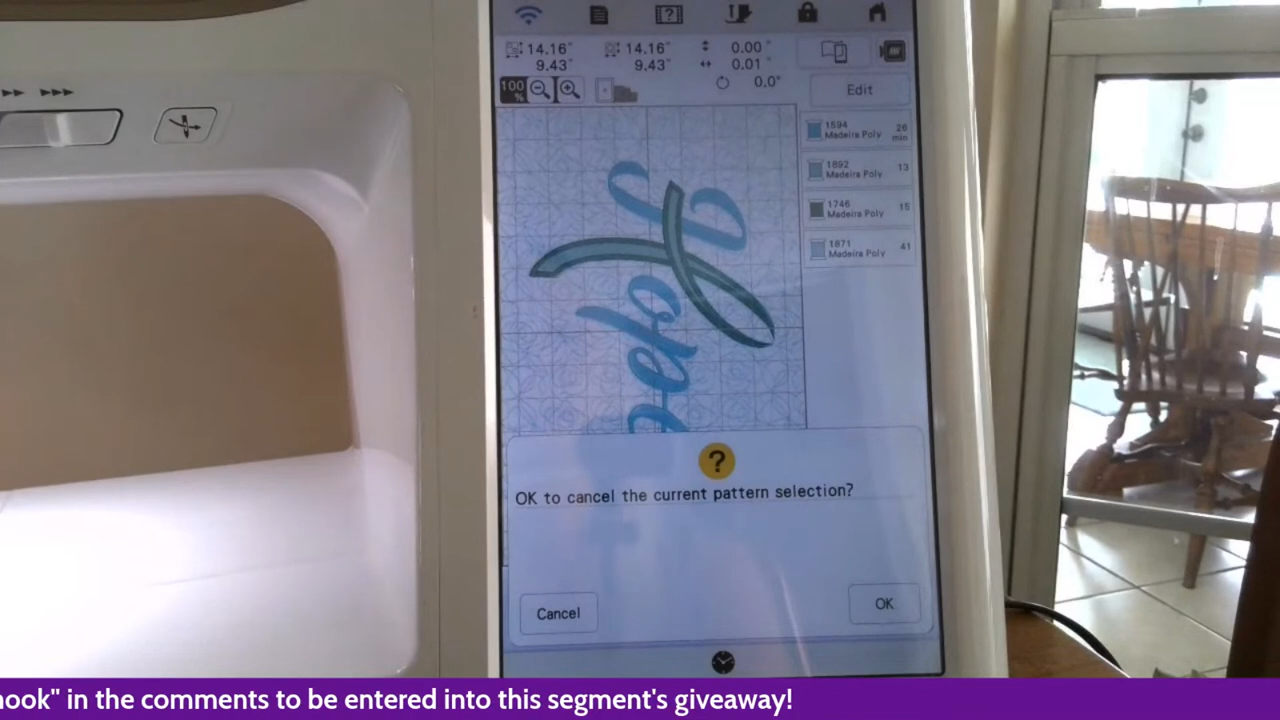 14.16"
9.43"
14.16"
9.43"
0.00 "
0.01 "
0.0°
100
%
Edit
1594
Madeira Poly
26
min
1892
Madeira Poly
13
1746
Madeira Poly
15
1871
Madeira Poly
41
OK to cancel the current pattern selection?
Cancel
OK
nook" in the comments to be entered into this segment's giveaway!